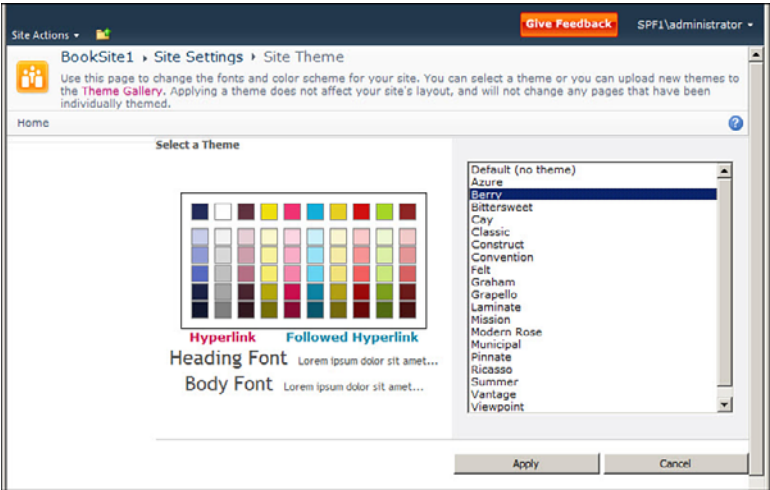 Give Feedback
SPF1\administrator
Site Actions
BookSite1 › Site Settings › Site Theme
Use this page to change the fonts and color scheme for your site. You can select a theme or you can upload new themes to
the Theme Gallery. Applying a theme does not affect your site's layout, and will not change any pages that have been
individually themed.
Home
Select a Theme
Hyperlink Followed Hyperlink
Heading Font Lorem ipsum dolor sit amet...
Body Font Lorem ipsum dolor sit amet...
Default (no theme)
Azure
Berry
Bittersweet
Cay
Classic
Construct
Convention
Felt
Graham
Grapello
Laminate
Mission
Modern Rose
Municipal
Pinnate
Ricasso
Summer
Vantage
Viewpoint
Apply
Cancel